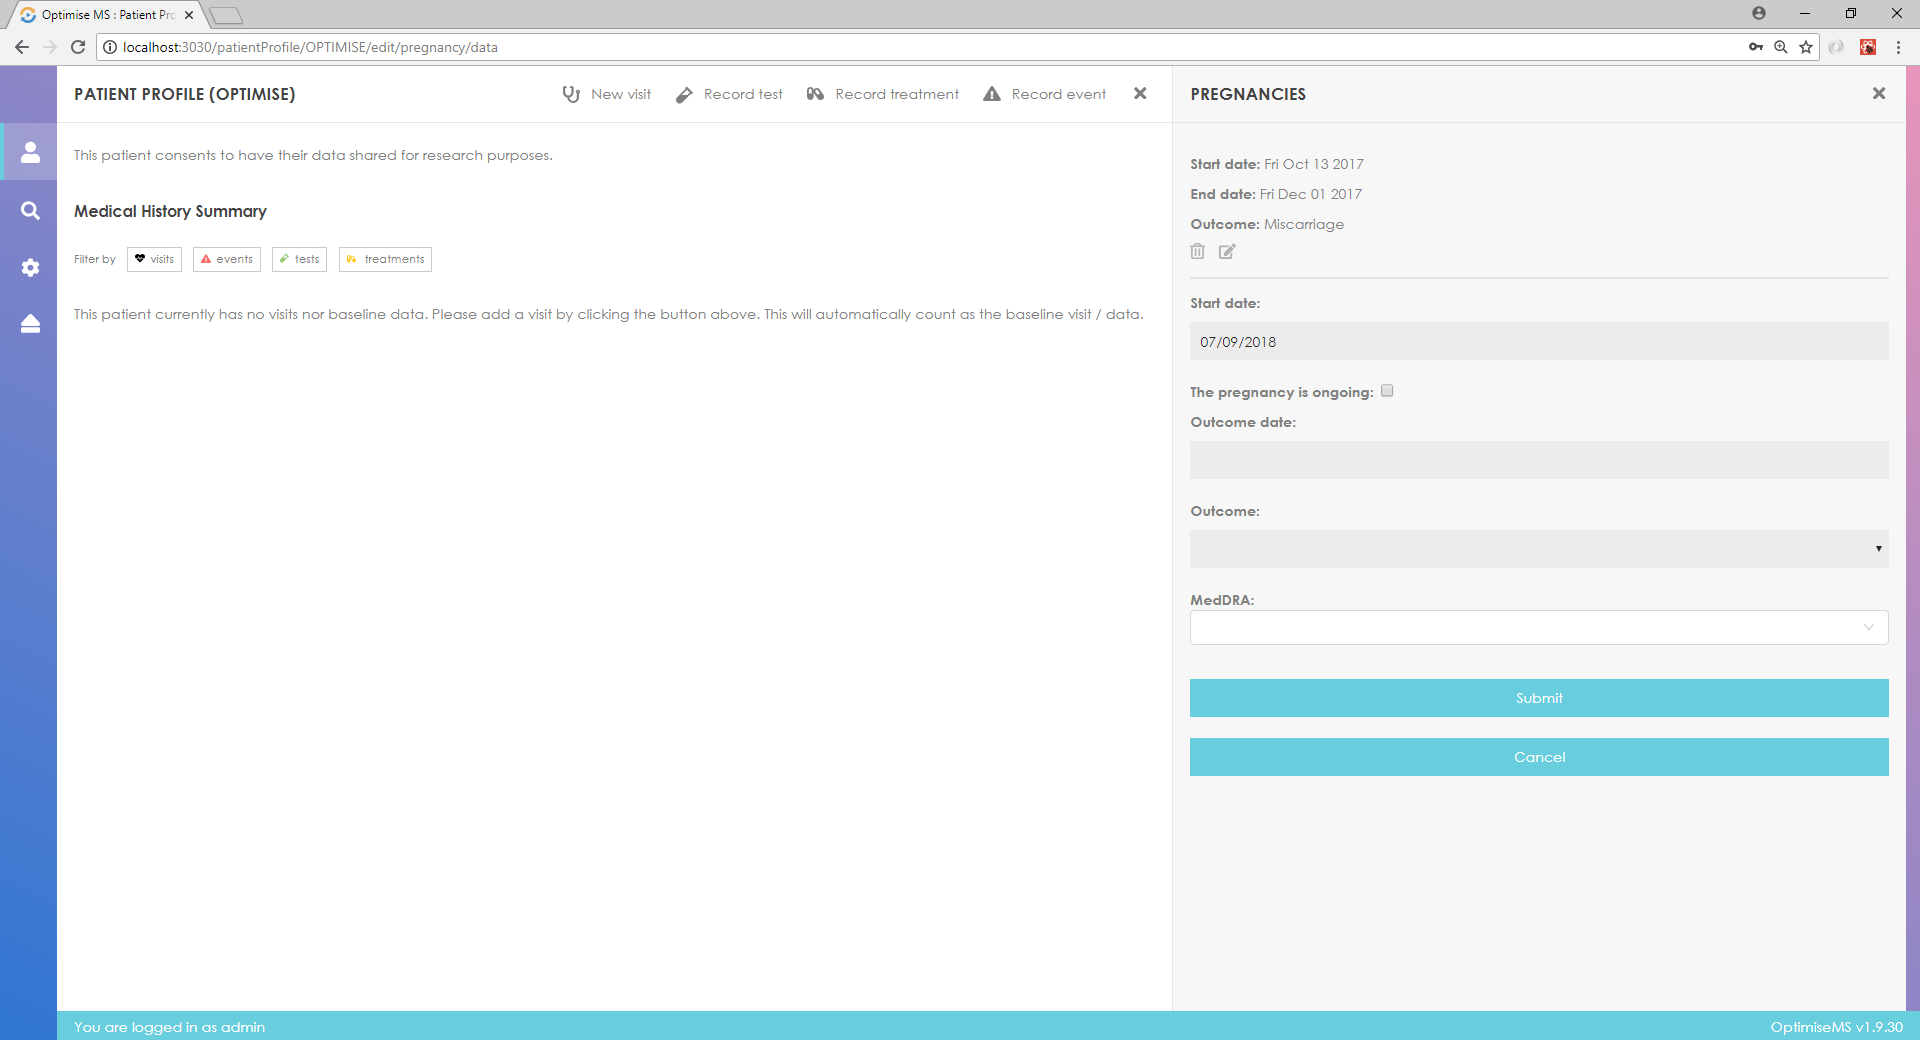 Optimise MS : Patient Pro
localhost:3030/patientProfile/OPTIMISE/edit/pregnancy/data
PATIENT PROFILE (OPTIMISE)
New visit
Record test
Record treatment
Record event
This patient consents to have their data shared for research purposes.
Medical History Summary
Filter by
visits
events
tests
treatments
This patient currently has no visits nor baseline data. Please add a visit by clicking the button above. This will automatically count as the baseline visit / data.
PREGNANCIES
Start date: Fri Oct 13 2017
End date: Fri Dec 01 2017
Outcome: Miscarriage
Start date:
07/09/2018
The pregnancy is ongoing:
Outcome date:
Outcome:
MedDRA:
Submit
Cancel
You are logged in as admin
OptimiseMS v1.9.30